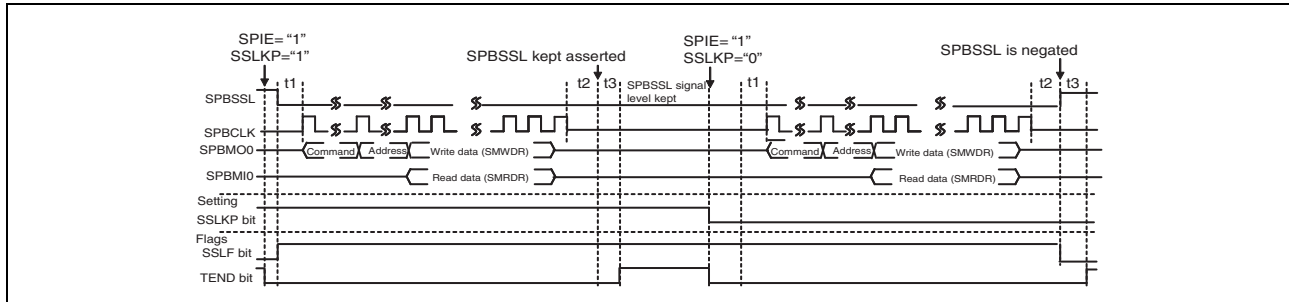 SPIE= “1”
SSLKP=“1”
SPBSSL kept asserted
SPIE= “1”
SSLKP=“0”
SPBSSL is negated
t1 t2 t3 SPBSSL signal level kept t1 t2 t3
SPBSSL
SPBCLK
SPBMO0 Command Address Write data (SMWDR) Command Address Write data (SMWDR)
SPBMI0 Read data (SMRDR) Read data (SMRDR)
Setting
SSLKP bit
Flags
SSLF bit
TEND bit